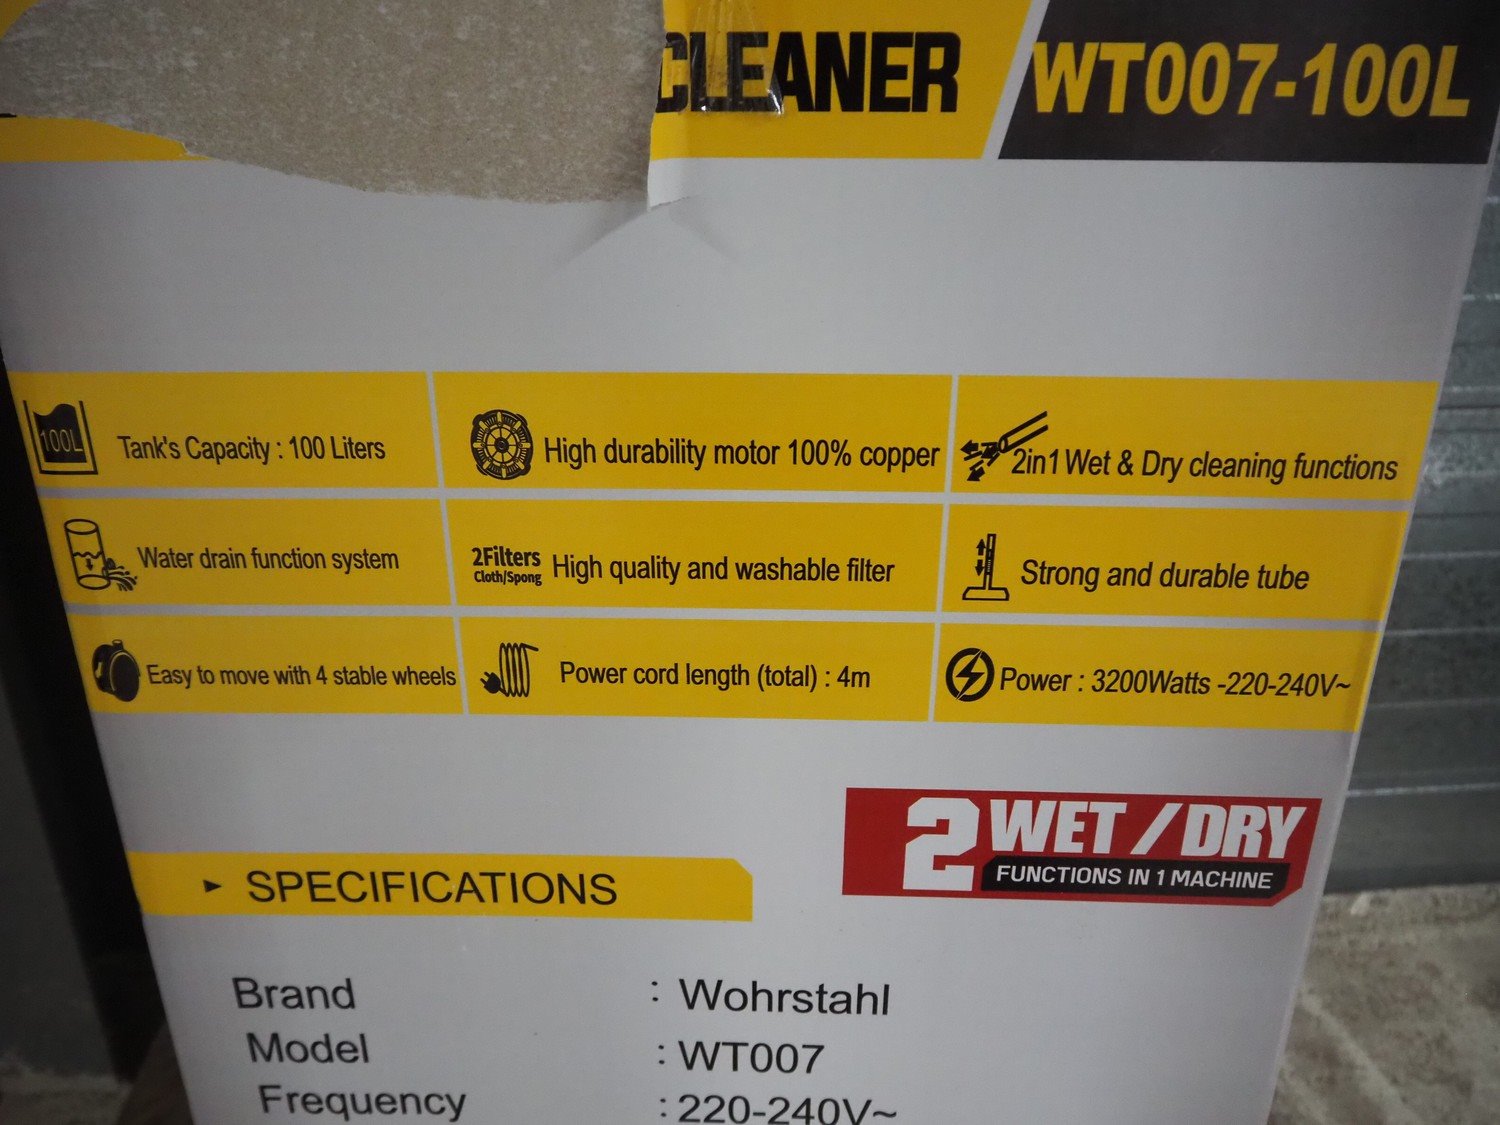 CLEANER
WT007-100L
100L
Tank's Capacity : 100 Liters
High durability motor 100% copper
2in1 Wet & Dry cleaning functions
Water drain function system
2Filters
Cloth/Spong
High quality and washable filter
Strong and durable tube
Easy to move with 4 stable wheels
Power cord length (total) : 4m
Power : 3200Watts -220-240V~
2 WET / DRY
FUNCTIONS IN 1 MACHINE
SPECIFICATIONS
Brand : Wohrstahl
Model : WT007
Frequency : 220-240V~